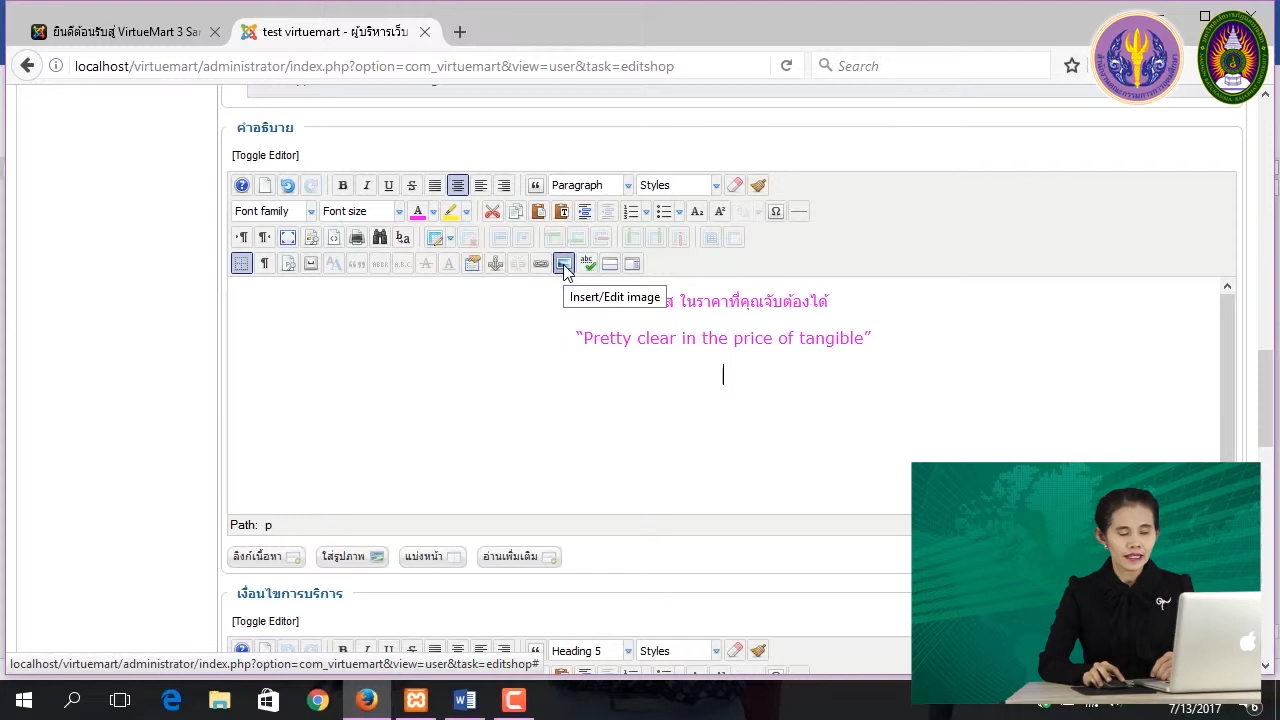 ยินดีต้อนรับสู่ VirtueMart 3 Sar
test virtuemart - ผู้บริหารเว็บ
localhost/virtuemart/administrator/index.php?option=com_virtuemart&view=user&task=editshop
Search
คำอธิบาย
[Toggle Editor]
Paragraph
Styles
Font family
Font size
Insert/Edit image
ส ในราคาที่คุณจับต้องได้
“Pretty clear in the price of tangible”
Path: p
ลิงก์เนื้อหา
ใส่รูปภาพ
แบ่งหน้า
อ่านเพิ่มเติม
เงื่อนไขการบริการ
[Toggle Editor]
Heading 5
Styles
localhost/virtuemart/administrator/index.php?option=com_virtuemart&view=user&task=editshop#
7/13/2017